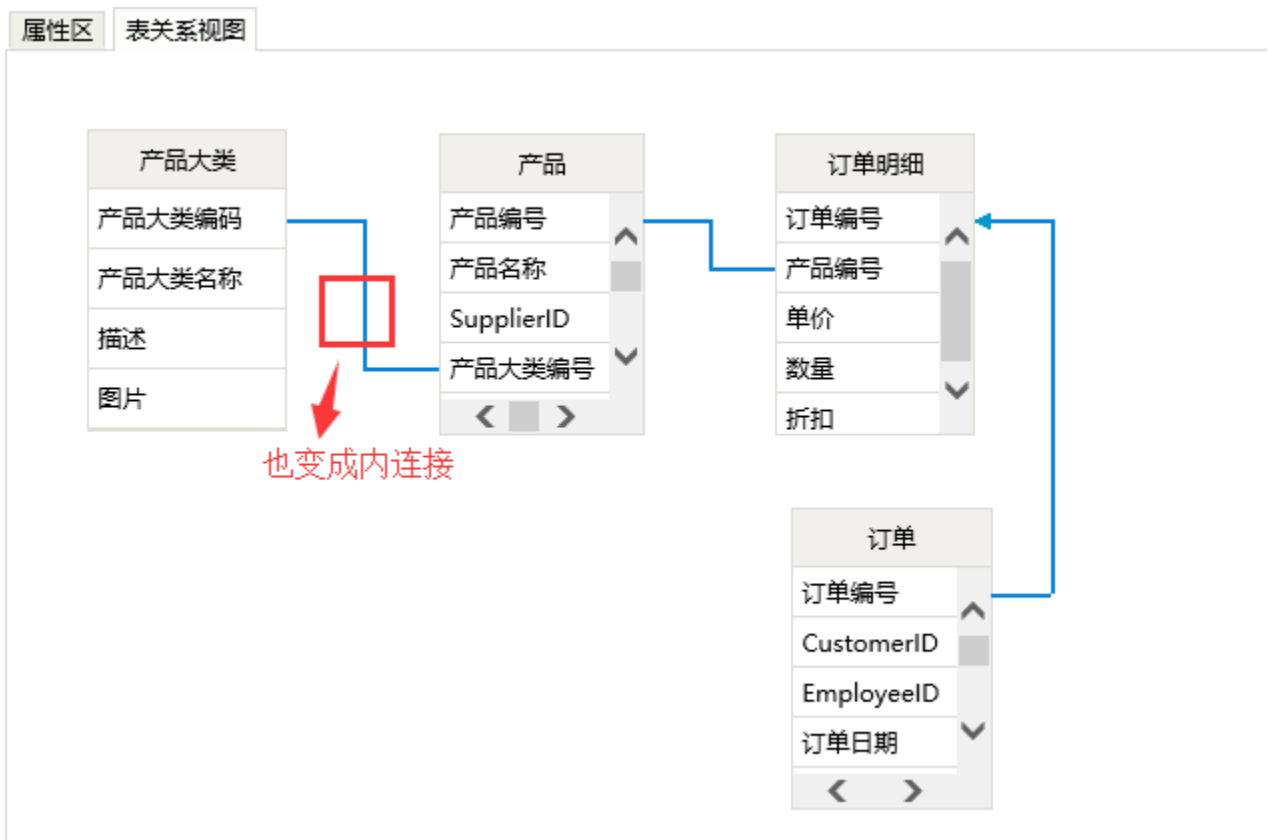 属性区
表关系视图
产品大类
产品大类编码
产品大类名称
描述
图片
产品
产品编号
产品名称
SupplierID
产品大类编号
订单明细
订单编号
产品编号
单价
数量
折扣
也变成内连接
订单
订单编号
CustomerID
EmployeeID
订单日期